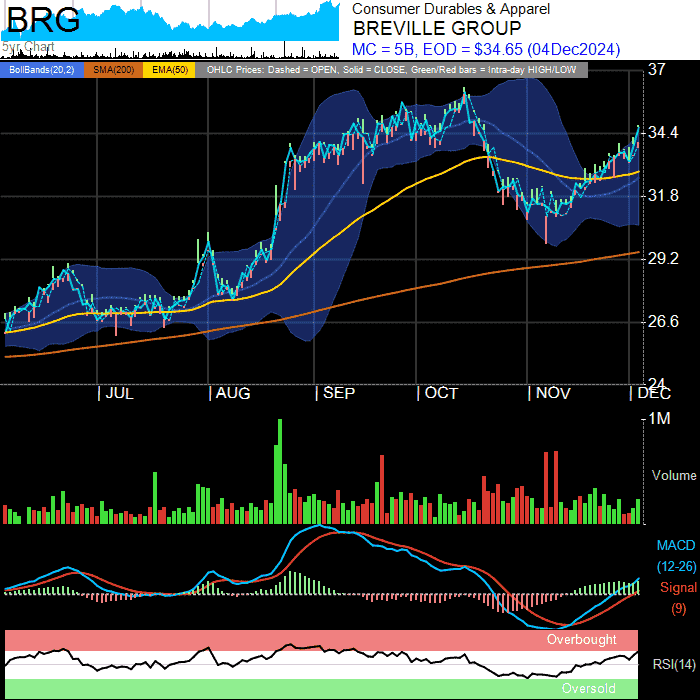 BRG
5yr Chart
Consumer Durables & Apparel
BREVILLE GROUP
MC = 5B, EOD = $34.65 (04Dec2024)
BollBands(20,2) SMA(200) EMA(50) OHLC Prices: Dashed = OPEN, Solid = CLOSE, Green/Red bars = Intra-day HIGH/LOW
37
34.4
31.8
29.2
26.6
24
| JUL | AUG | SEP | OCT | NOV | DEC
1M
Volume
MACD
(12-26)
Signal
(9)
Overbought
RSI(14)
Oversold